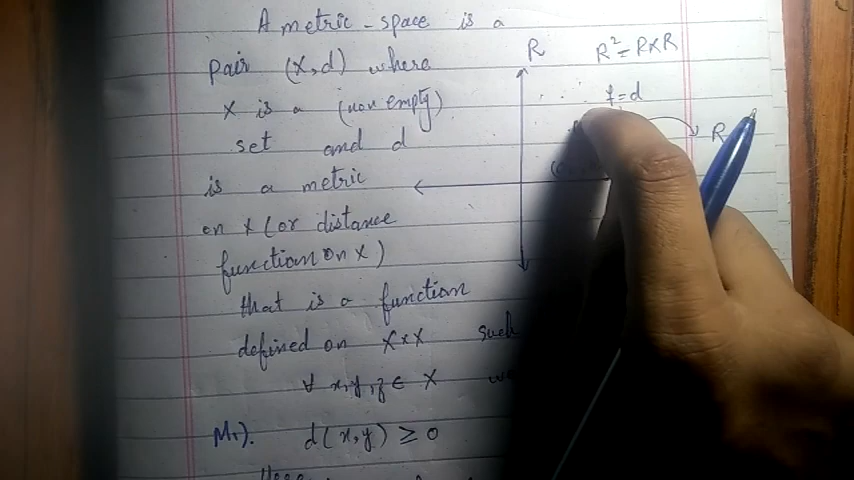 A metric-space is a
pair (X,d) where
X is a (non empty)
set and d
is a metric
on X (or distance
function on X)
that is a function
defined on X×X such
∀ x,y,z ∈ X
M1). d(x,y) ≥ 0
R
R² = R×R
f=d
R